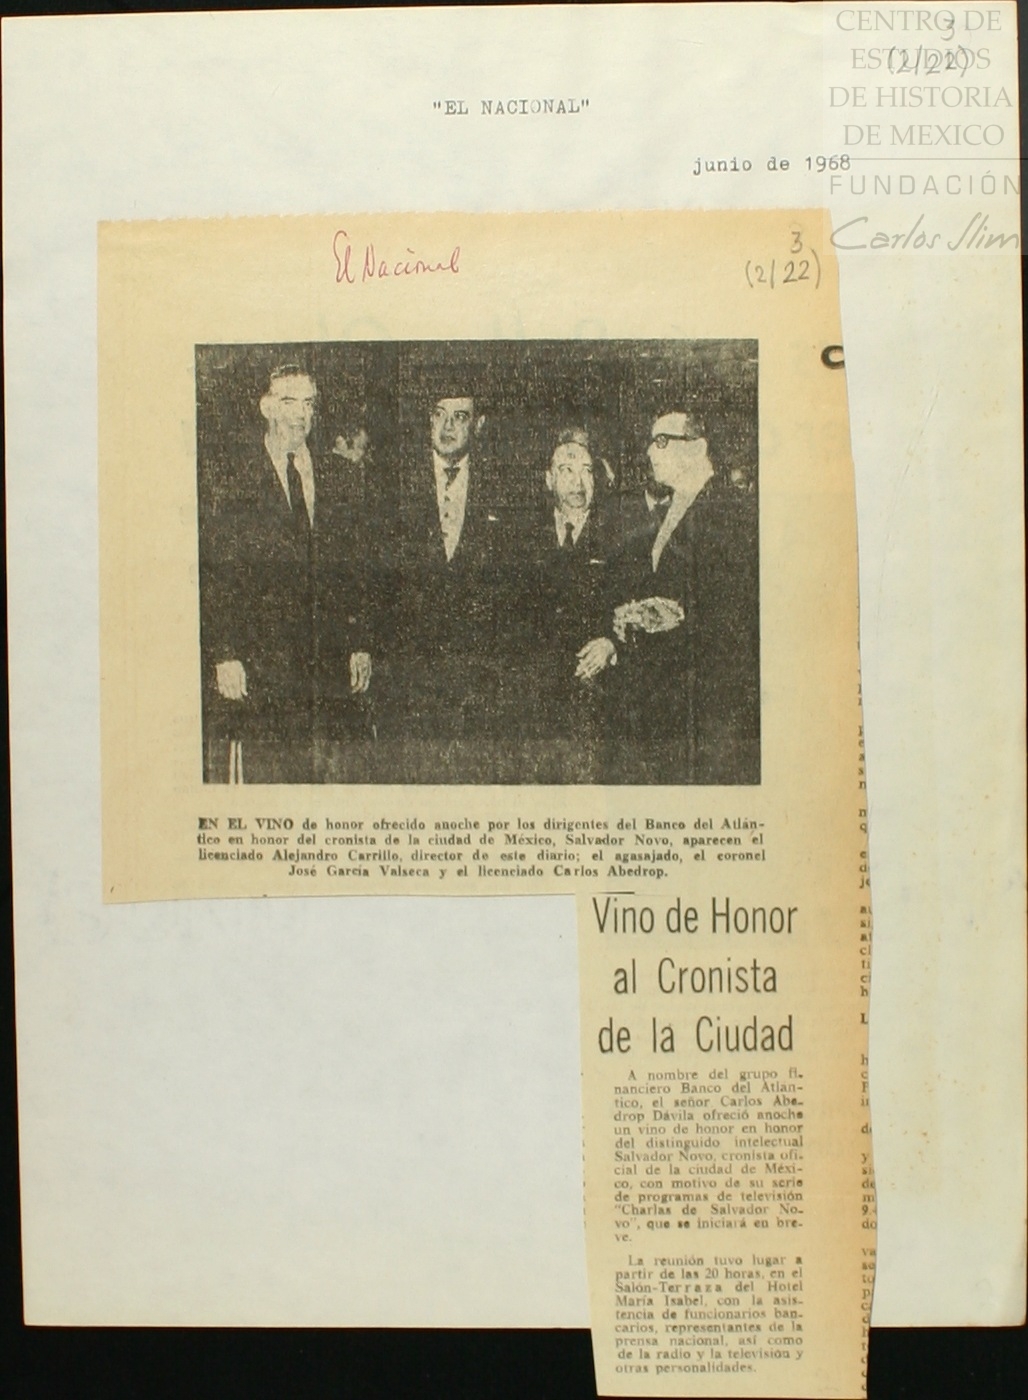 CENTRO DE
ESTUDIOS
DE HISTORIA
DE MEXICO
FUNDACIÓN
Carlos Slim
3
(2/22)
"EL NACIONAL"
junio de 1968
El Nacional
3
(2/22)
EN EL VINO de honor ofrecido anoche por los dirigentes del Banco del Atlán-
tico en honor del cronista de la ciudad de México, Salvador Novo, aparecen el
licenciado Alejandro Carrillo, director de este diario; el agasajado, el coronel
José García Valseca y el licenciado Carlos Abedrop.
Vino de Honor
al Cronista
de la Ciudad
A nombre del grupo fi-
nanciero Banco del Atlán-
tico, el señor Carlos Abe-
drop Dávila ofreció anoche
un vino de honor en honor
del distinguido intelectual
Salvador Novo, cronista ofi-
cial de la ciudad de Méxi-
co, con motivo de su serie
de programas de televisión
"Charlas de Salvador No-
vo", que se iniciará en bre-
ve.
La reunión tuvo lugar a
partir de las 20 horas, en el
Salón-Terraza del Hotel
María Isabel, con la asis-
tencia de funcionarios ban-
carios, representantes de la
prensa nacional, así como
de la radio y la televisión y
otras personalidades.